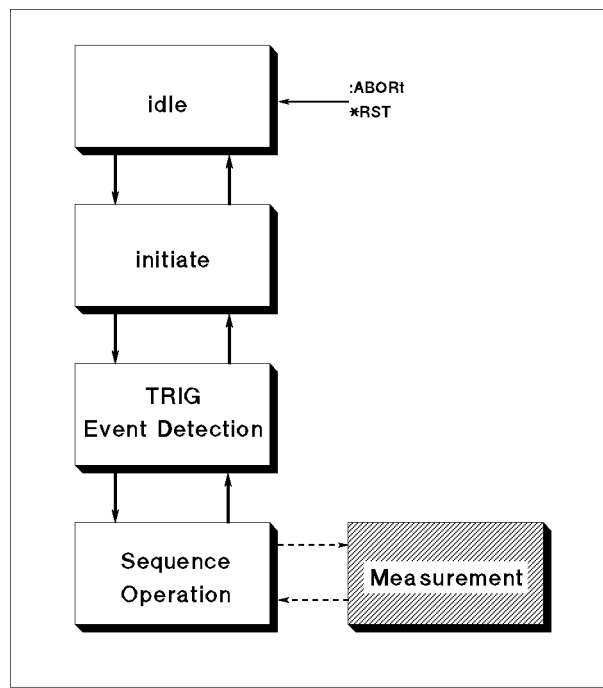 idle
:ABORt
*RST
initiate
TRIG
Event Detection
Sequence
Operation
Measurement